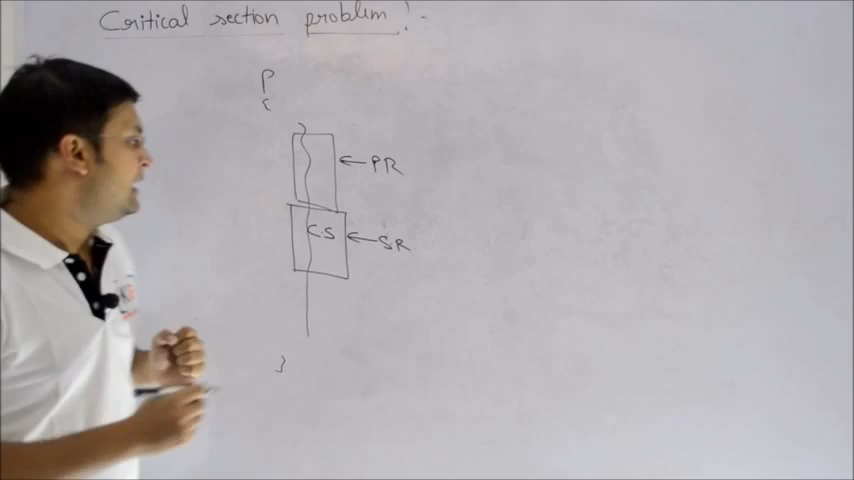 Critical section problem!-
P
{
← PR
C.S ← SR
}